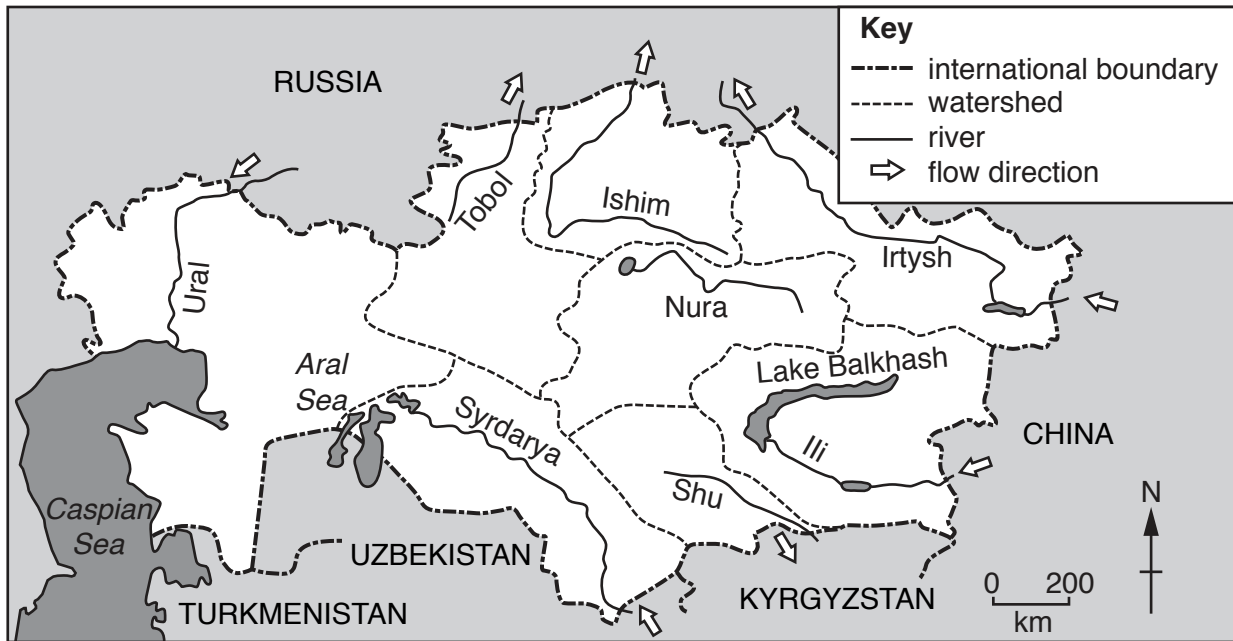 Key
international boundary
watershed
river
flow direction
RUSSIA
Tobol
Ishim
Irtysh
Ural
Nura
Aral
Sea
Lake Balkhash
Syrdarya
Ili
CHINA
Shu
Caspian
Sea
N
UZBEKISTAN
KYRGYZSTAN
TURKMENISTAN
0 200
km